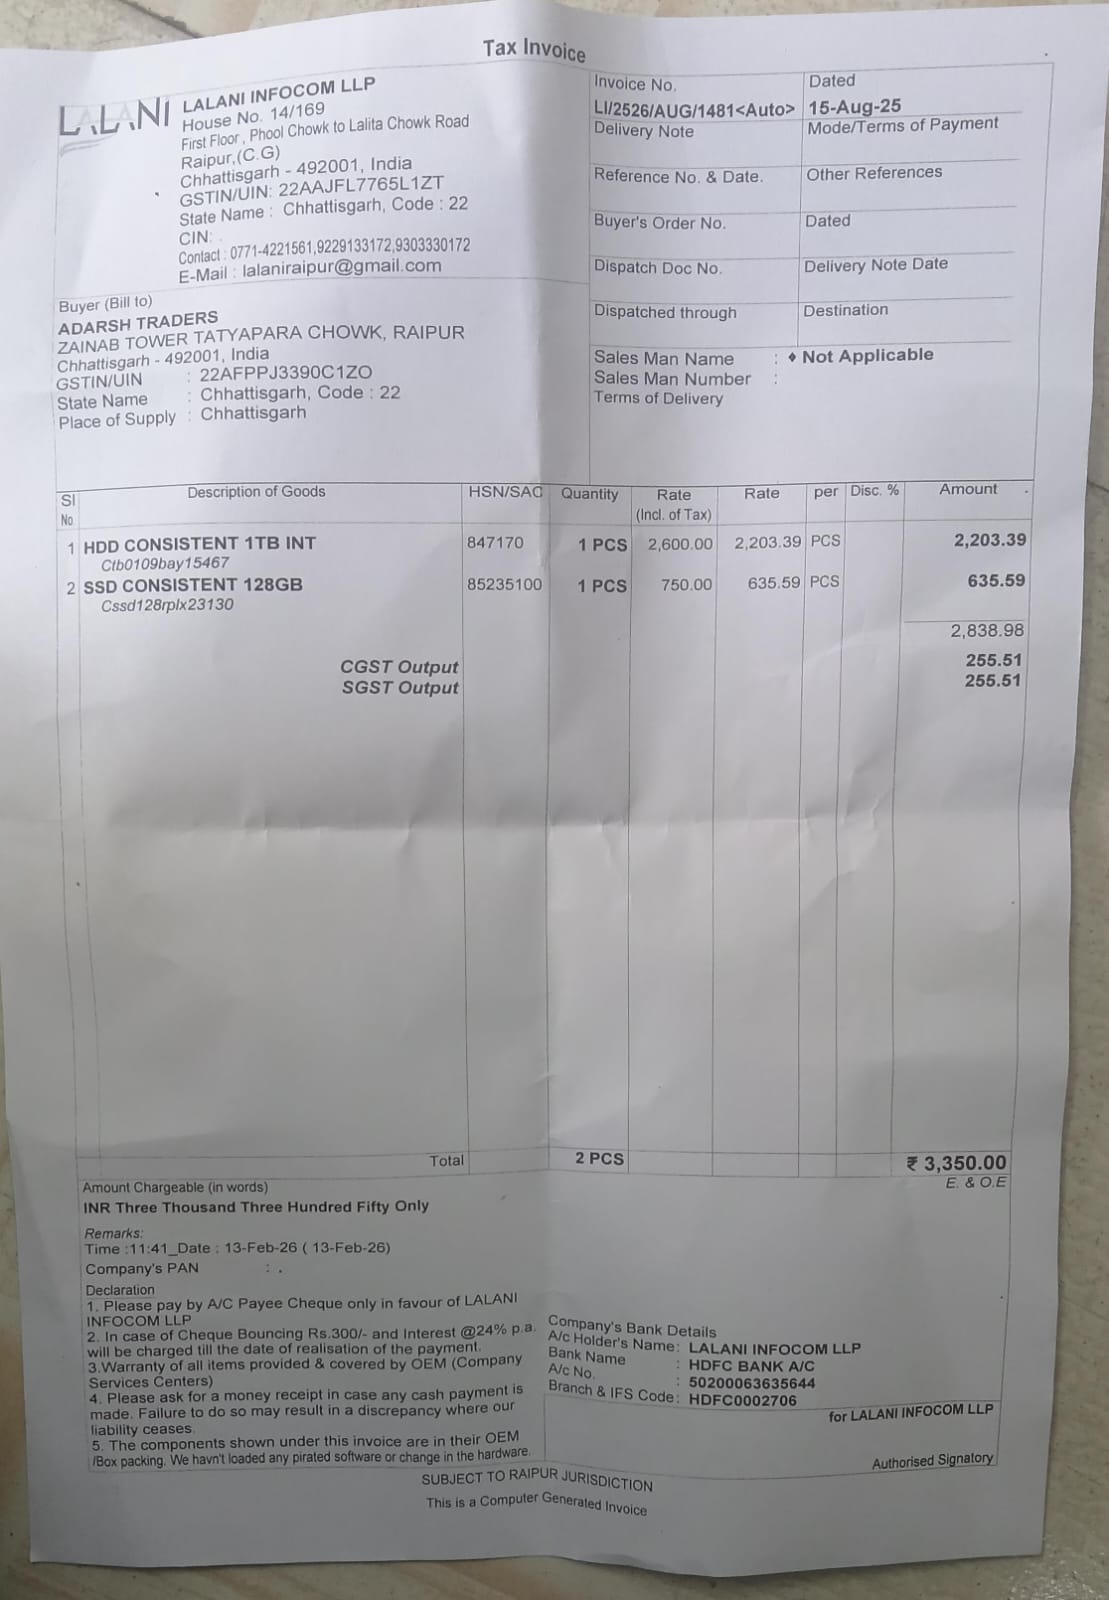 Tax Invoice
LALANI
LALANI INFOCOM LLP
House No. 14/169
First Floor , Phool Chowk to Lalita Chowk Road
Raipur,(C.G)
Chhattisgarh - 492001, India
GSTIN/UIN: 22AAJFL7765L1ZT
State Name : Chhattisgarh, Code : 22
CIN: .
Contact : 0771-4221561,9229133172,9303330172
E-Mail : lalaniraipur@gmail.com
Invoice No. Dated
LI/2526/AUG/1481<Auto> 15-Aug-25
Delivery Note Mode/Terms of Payment
Reference No. & Date. Other References
Buyer's Order No. Dated
Dispatch Doc No. Delivery Note Date
Dispatched through Destination
Sales Man Name : ♦ Not Applicable
Sales Man Number :
Terms of Delivery
Buyer (Bill to)
ADARSH TRADERS
ZAINAB TOWER TATYAPARA CHOWK, RAIPUR
Chhattisgarh - 492001, India
GSTIN/UIN : 22AFPPJ3390C1ZO
State Name : Chhattisgarh, Code : 22
Place of Supply : Chhattisgarh
Sl No Description of Goods HSN/SAC Quantity Rate (Incl. of Tax) Rate per Disc. % Amount
1 HDD CONSISTENT 1TB INT 847170 1 PCS 2,600.00 2,203.39 PCS 2,203.39
Ctb0109bay15467
2 SSD CONSISTENT 128GB 85235100 1 PCS 750.00 635.59 PCS 635.59
Cssd128rplx23130
2,838.98
CGST Output 255.51
SGST Output 255.51
Total 2 PCS ₹ 3,350.00
Amount Chargeable (in words) E. & O.E
INR Three Thousand Three Hundred Fifty Only
Remarks:
Time :11:41_Date : 13-Feb-26 ( 13-Feb-26)
Company's PAN : .
Declaration
1. Please pay by A/C Payee Cheque only in favour of LALANI
INFOCOM LLP
2. In case of Cheque Bouncing Rs.300/- and Interest @24% p.a.
will be charged till the date of realisation of the payment.
3.Warranty of all items provided & covered by OEM (Company
Services Centers)
4. Please ask for a money receipt in case any cash payment is
made. Failure to do so may result in a discrepancy where our
liability ceases.
5. The components shown under this invoice are in their OEM
/Box packing. We havn't loaded any pirated software or change in the hardware.
Company's Bank Details
A/c Holder's Name: LALANI INFOCOM LLP
Bank Name : HDFC BANK A/C
A/c No. : 50200063635644
Branch & IFS Code: HDFC0002706
for LALANI INFOCOM LLP
Authorised Signatory
SUBJECT TO RAIPUR JURISDICTION
This is a Computer Generated Invoice